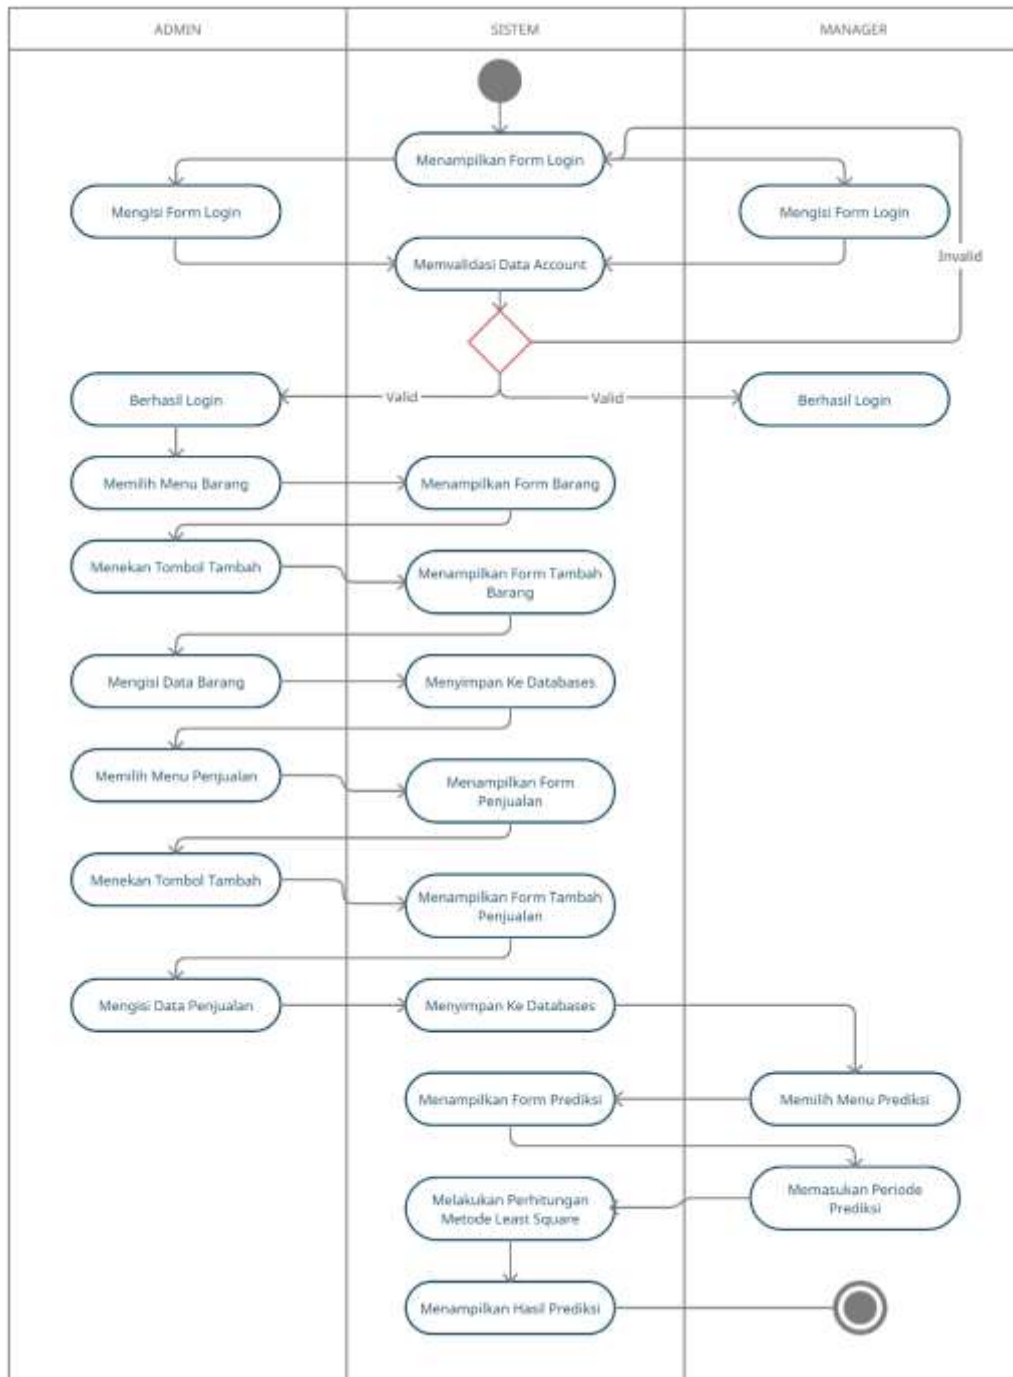 ADMIN
SISTEM
MANAGER
Menampilkan Form Login
Mengisi Form Login
Mengisi Form Login
Memvalidasi Data Account
Invalid
Berhasil Login
Valid
Valid
Berhasil Login
Memilih Menu Barang
Menampilkan Form Barang
Menekan Tombol Tambah
Menampilkan Form Tambah
Barang
Mengisi Data Barang
Menyimpan Ke Databases
Memilih Menu Penjualan
Menampilkan Form
Penjualan
Menekan Tombol Tambah
Menampilkan Form Tambah
Penjualan
Mengisi Data Penjualan
Menyimpan Ke Databases
Menampilkan Form Prediksi
Memilih Menu Prediksi
Memasukan Periode
Prediksi
Melakukan Perhitungan
Metode Least Square
Menampilkan Hasil Prediksi